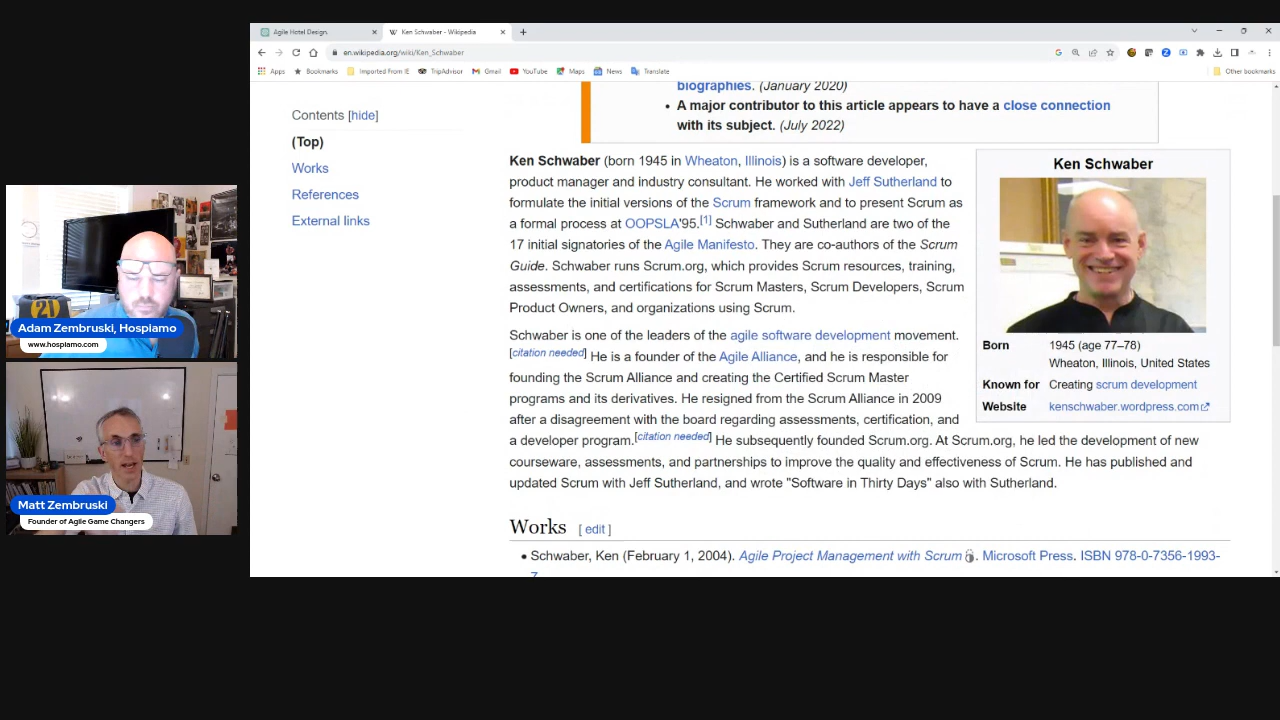 Agile Hotel Design.
Ken Schwaber - Wikipedia
en.wikipedia.org/wiki/Ken_Schwaber
Apps
Bookmarks
Imported From IE
TripAdvisor
Gmail
YouTube
Maps
News
Translate
Other bookmarks
Contents [hide]
(Top)
Works
References
External links
biographies. (January 2020)
• A major contributor to this article appears to have a close connection
with its subject. (July 2022)
Ken Schwaber (born 1945 in Wheaton, Illinois) is a software developer,
product manager and industry consultant. He worked with Jeff Sutherland to
formulate the initial versions of the Scrum framework and to present Scrum as
a formal process at OOPSLA'95.[1] Schwaber and Sutherland are two of the
17 initial signatories of the Agile Manifesto. They are co-authors of the Scrum
Guide. Schwaber runs Scrum.org, which provides Scrum resources, training,
assessments, and certifications for Scrum Masters, Scrum Developers, Scrum
Product Owners, and organizations using Scrum.
Schwaber is one of the leaders of the agile software development movement.
[citation needed] He is a founder of the Agile Alliance, and he is responsible for
founding the Scrum Alliance and creating the Certified Scrum Master
programs and its derivatives. He resigned from the Scrum Alliance in 2009
after a disagreement with the board regarding assessments, certification, and
a developer program.[citation needed] He subsequently founded Scrum.org. At Scrum.org, he led the development of new
courseware, assessments, and partnerships to improve the quality and effectiveness of Scrum. He has published and
updated Scrum with Jeff Sutherland, and wrote "Software in Thirty Days" also with Sutherland.
Ken Schwaber
Born 1945 (age 77–78)
Wheaton, Illinois, United States
Known for Creating scrum development
Website kenschwaber.wordpress.com
Works [ edit ]
• Schwaber, Ken (February 1, 2004). Agile Project Management with Scrum. Microsoft Press. ISBN 978-0-7356-1993-
7.
Adam Zembruski, Hospiamo
www.hospiamo.com
Matt Zembruski
Founder of Agile Game Changers